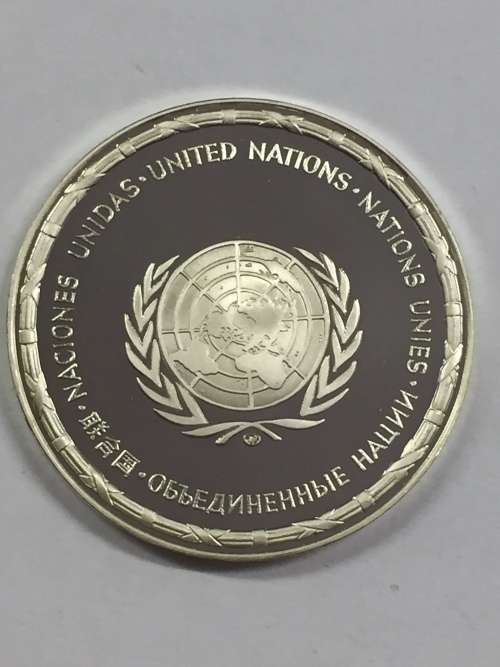 UNITED NATIONS · NATIONS UNIES · ОБЪЕДИНЕННЫЕ НАЦИИ · 联合国 · NACIONES UNIDAS ·